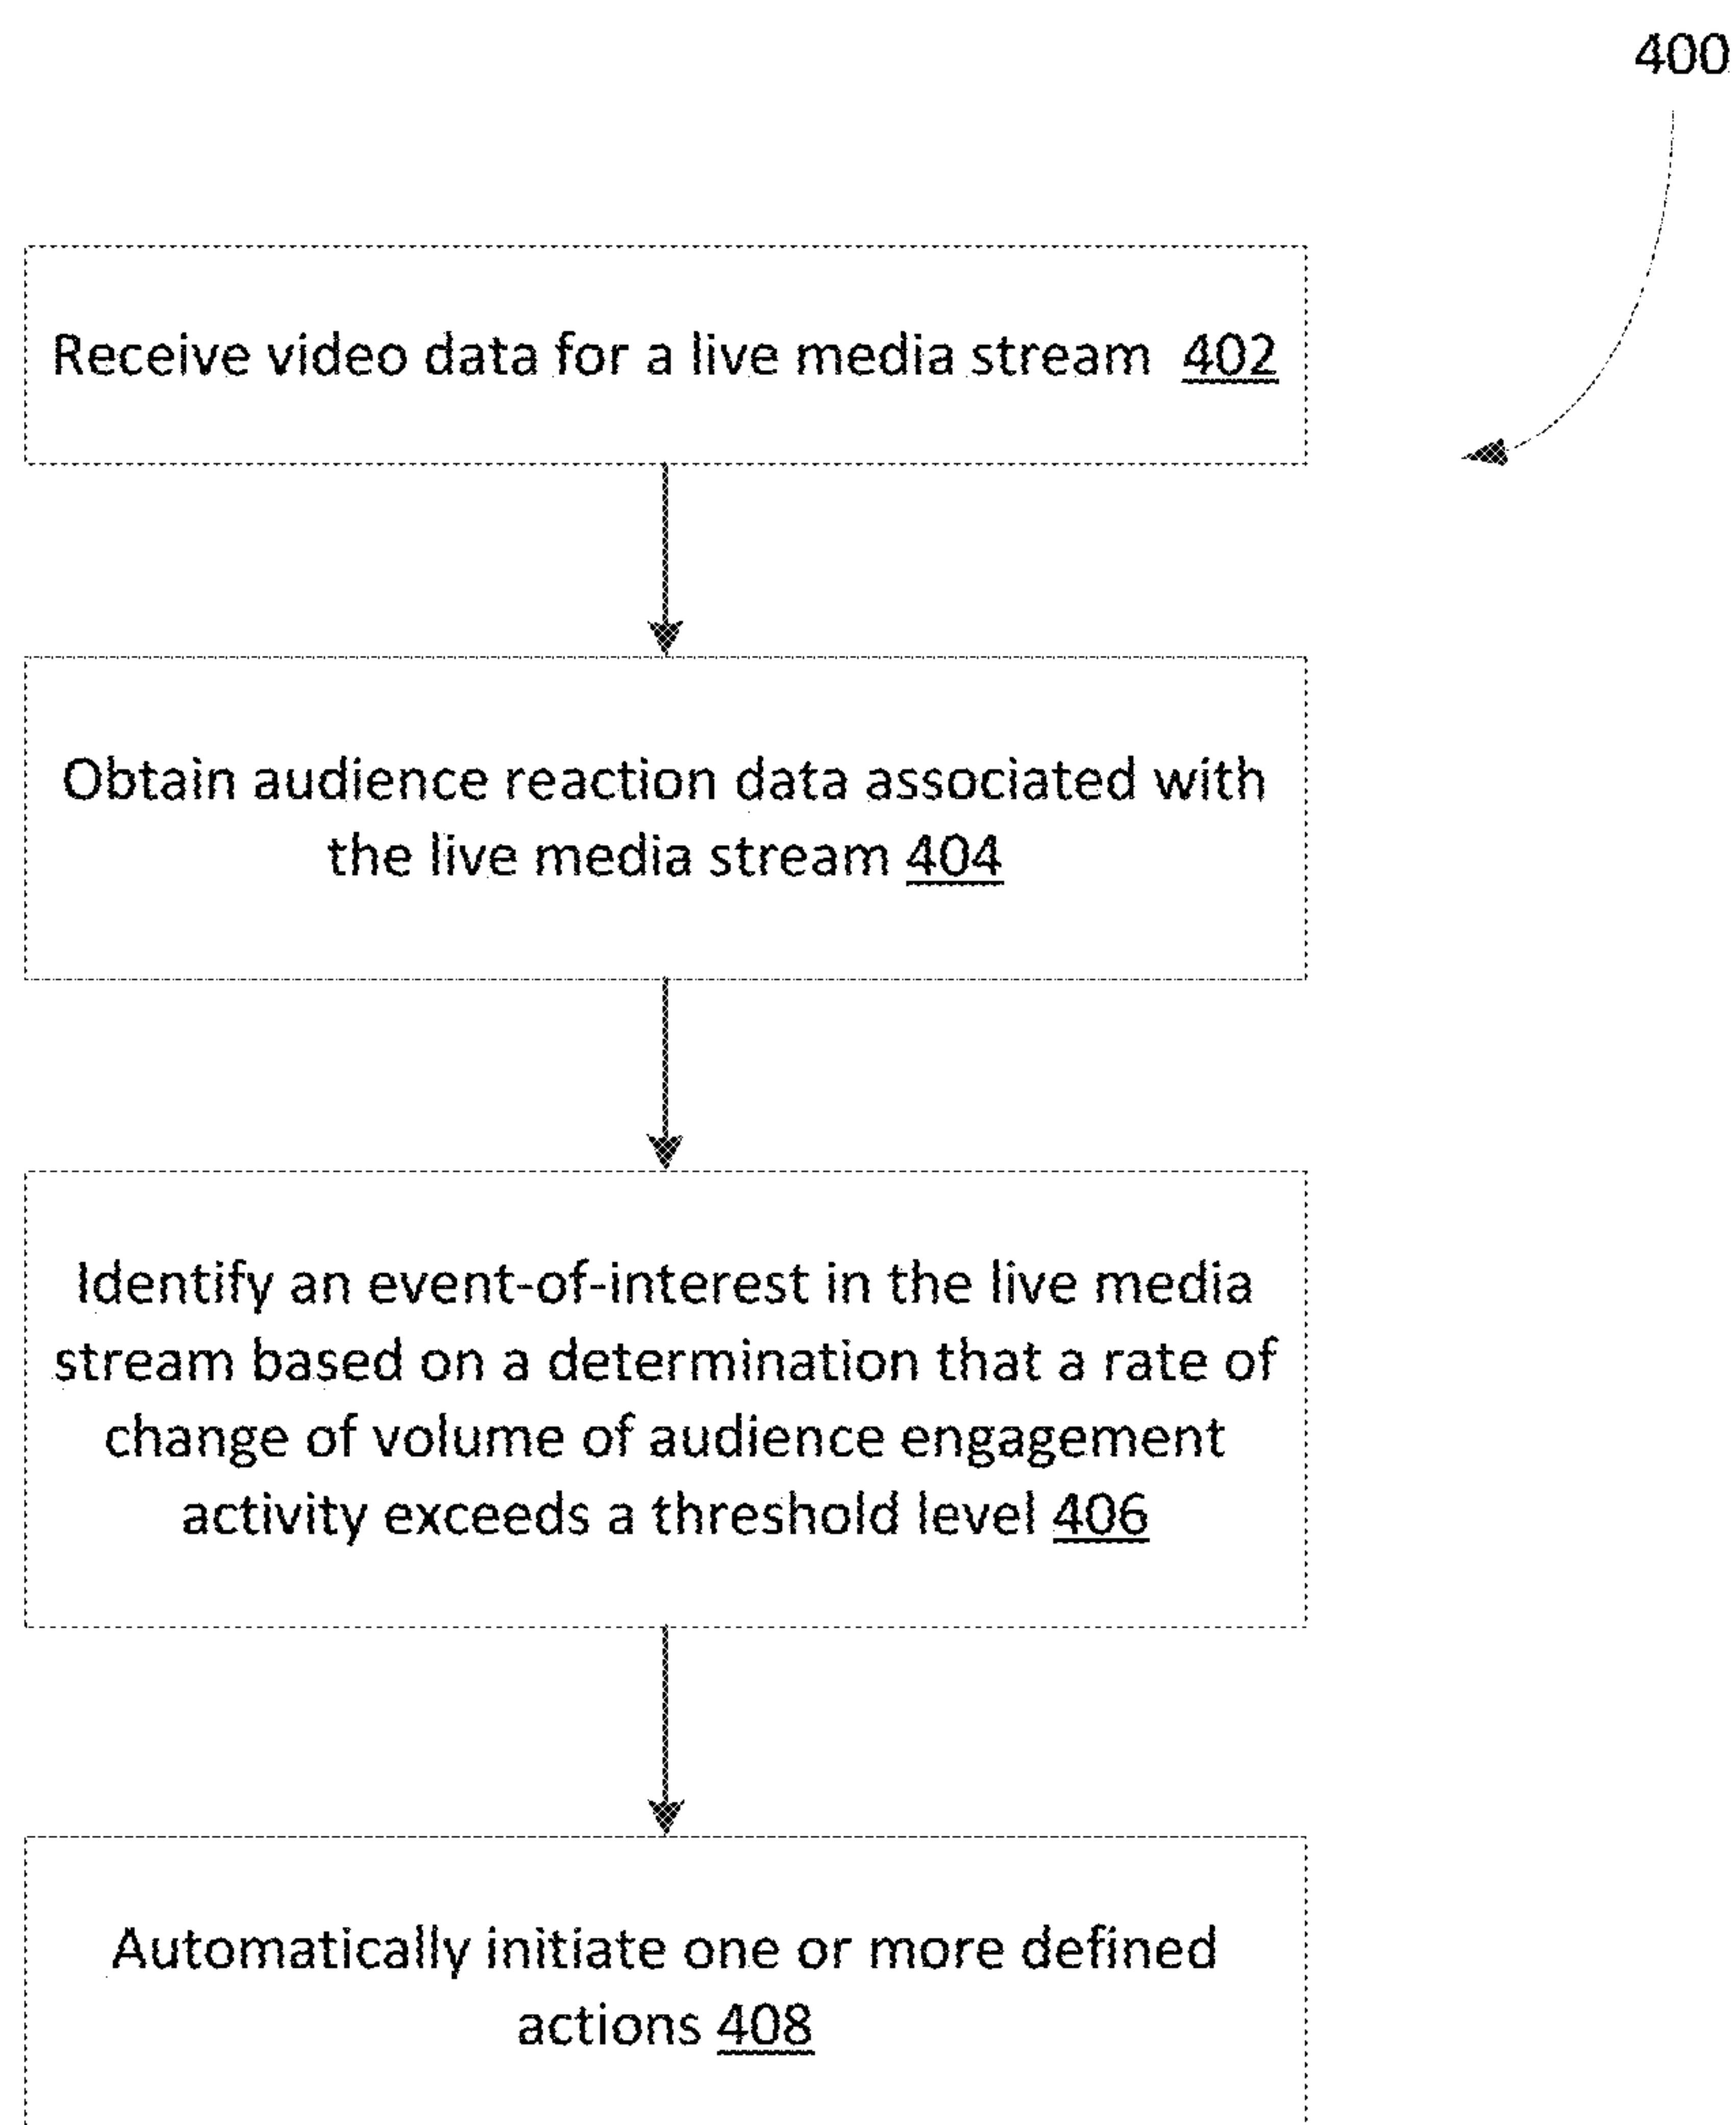 400
Receive video data for a live media stream 402
Obtain audience reaction data associated with
the live media stream 404
Identify an event-of-interest in the live media
stream based on a determination that a rate of
change of volume of audience engagement
activity exceeds a threshold level 406
Automatically initiate one or more defined
actions 408